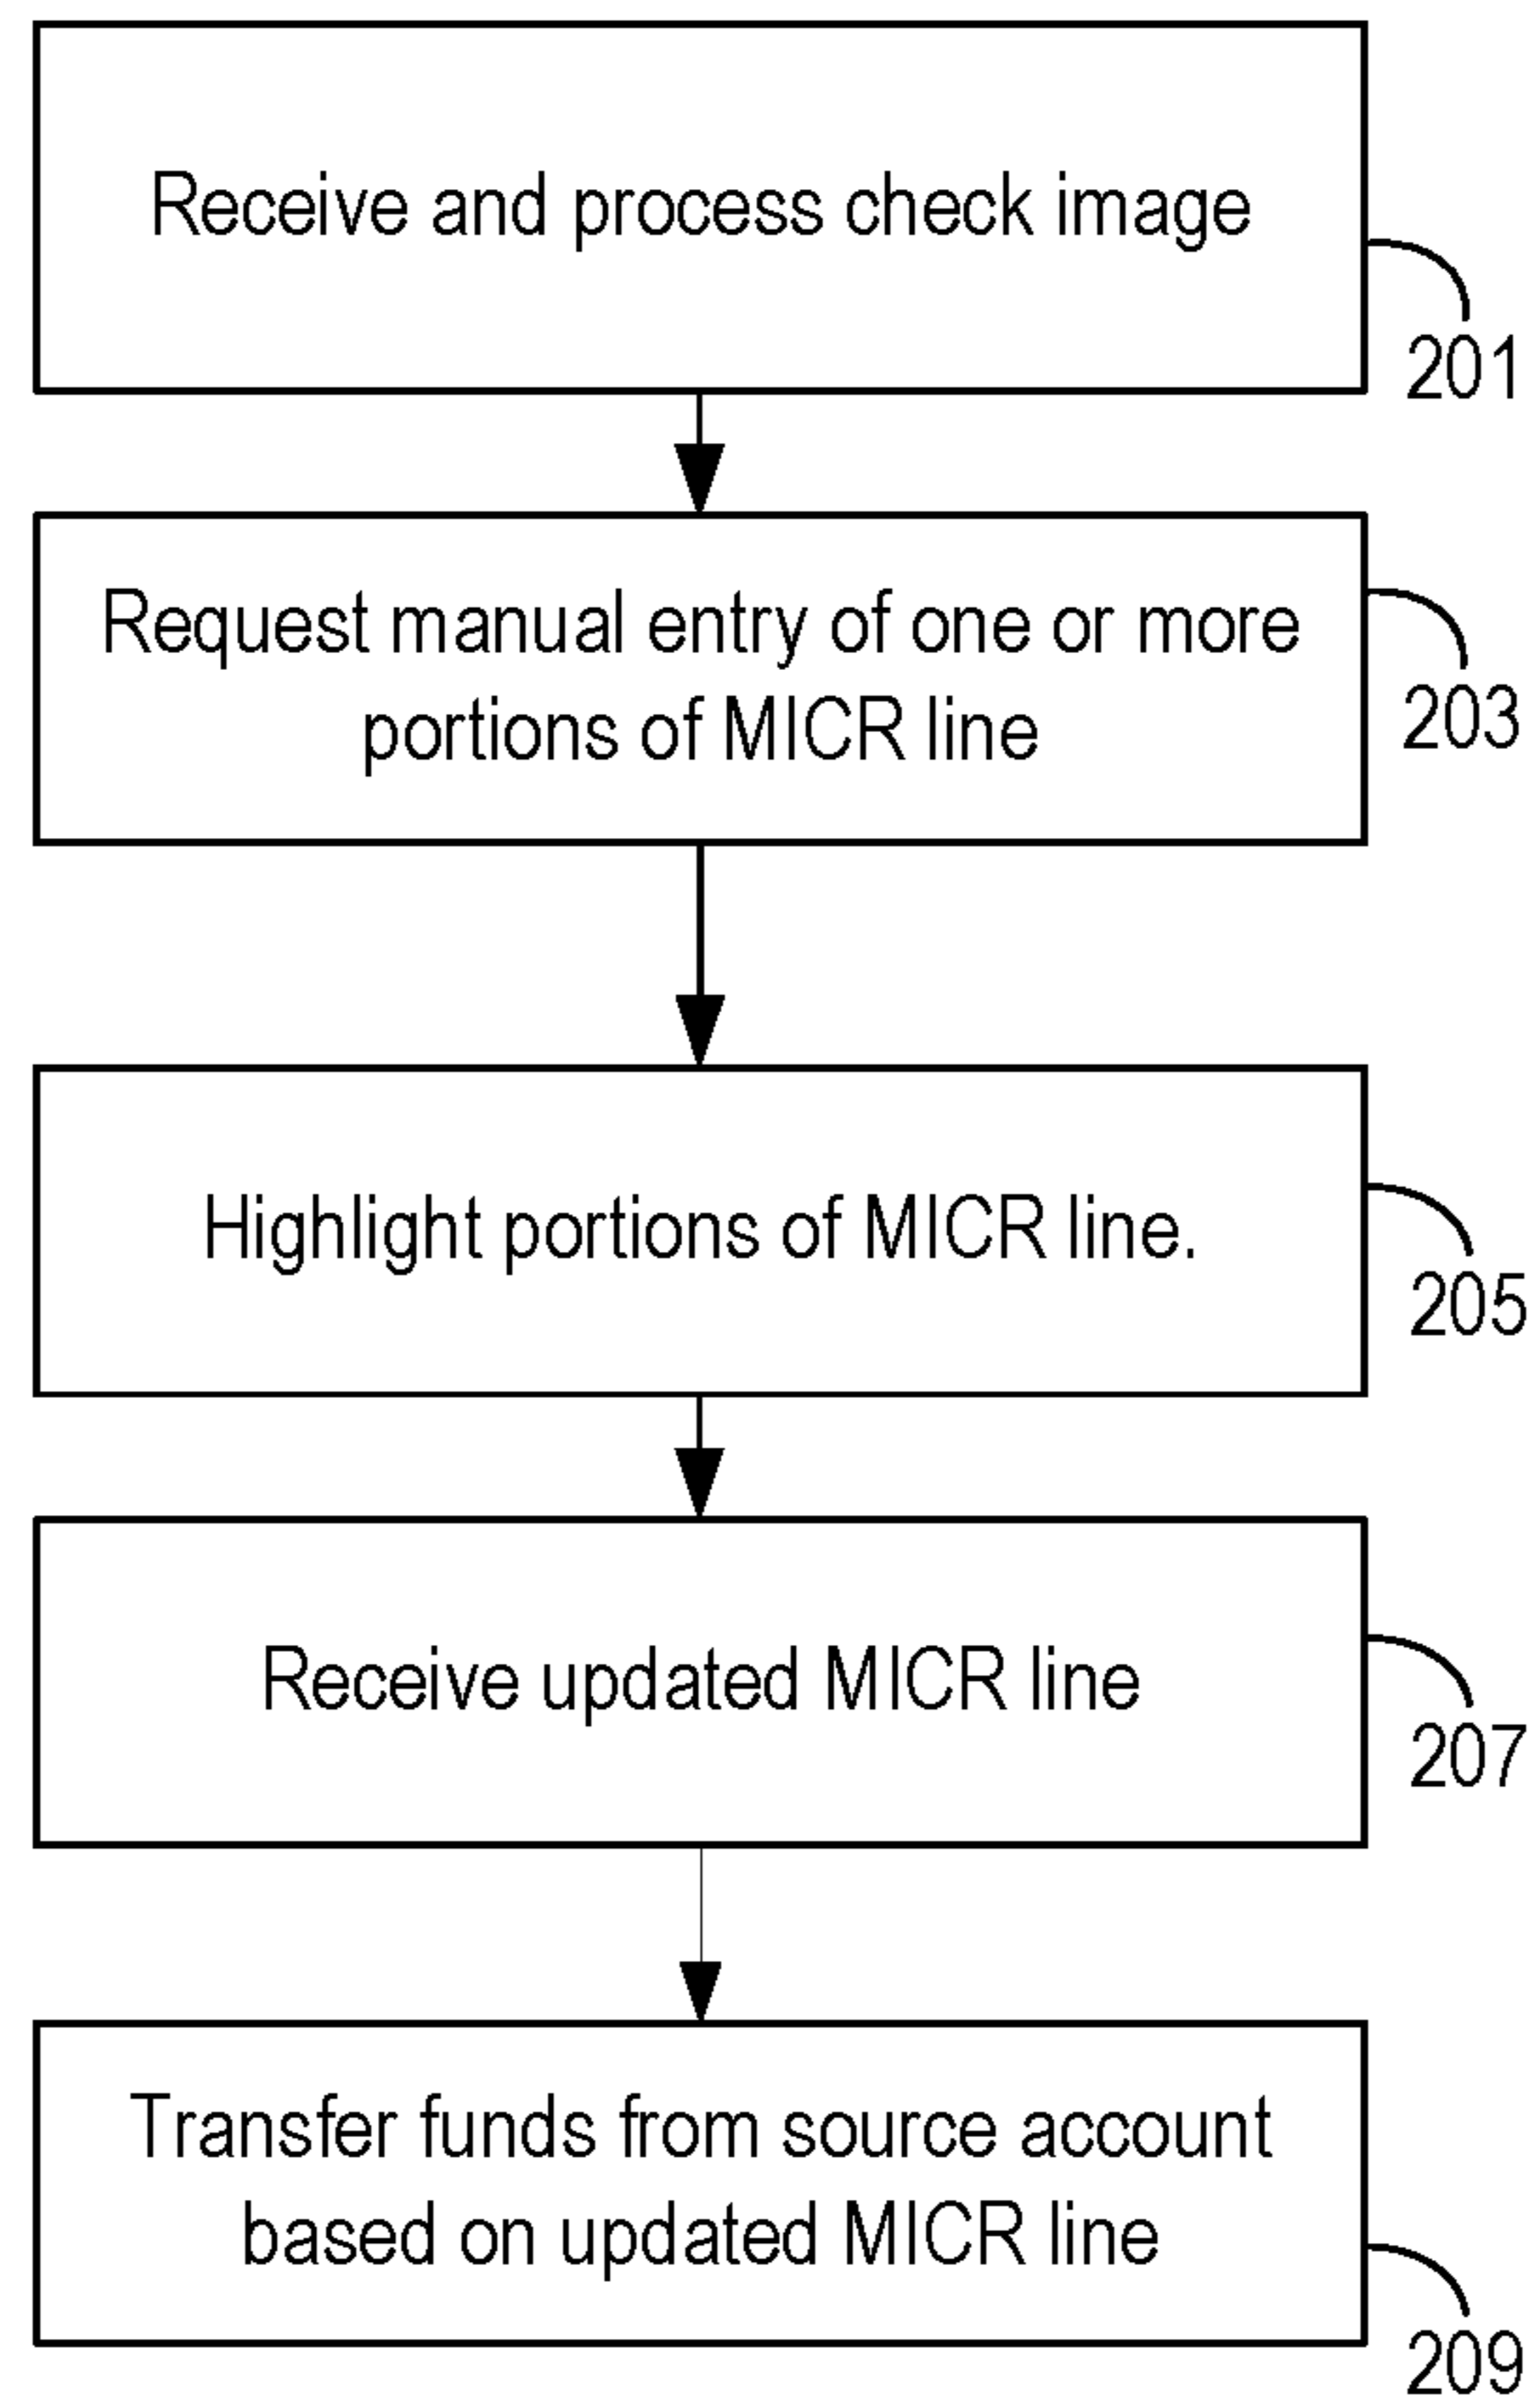 Receive and process check image
201
Request manual entry of one or more
portions of MICR line
203
Highlight portions of MICR line.
205
Receive updated MICR line
207
Transfer funds from source account
based on updated MICR line
209